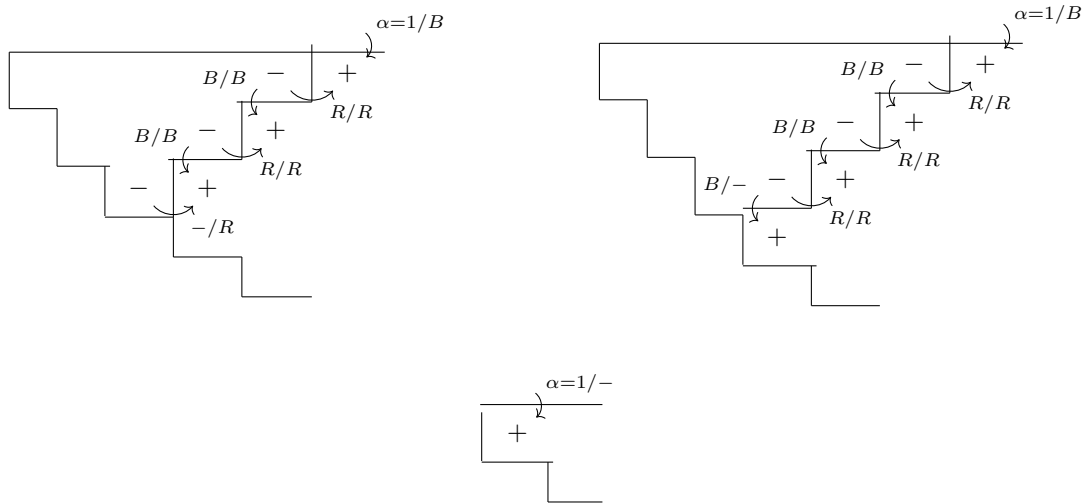 α=1/B
B/B − +
R/R
B/B − +
R/R
− +
−/R
α=1/B
B/B − +
R/R
B/B − +
R/R
B/− − +
R/R
+
α=1/−
+